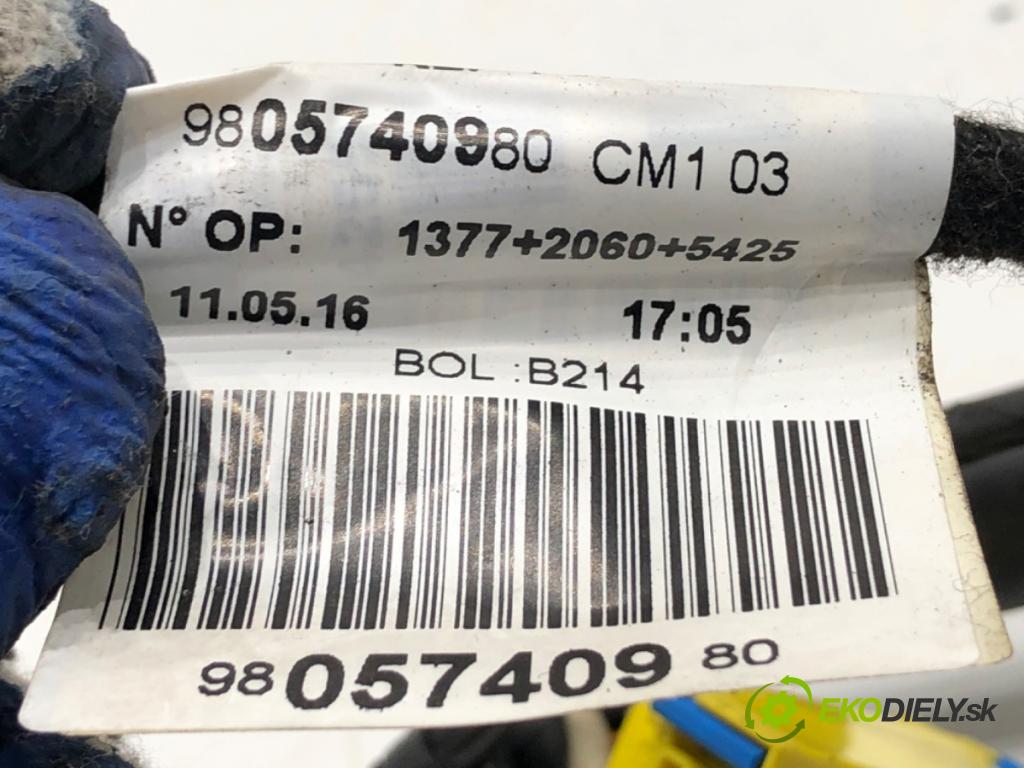 9805740980 CM1 03
N° OP: 1377+2060+5425
11.05.16 17:05
BOL :B214
9805740980
EKODIELY.sk